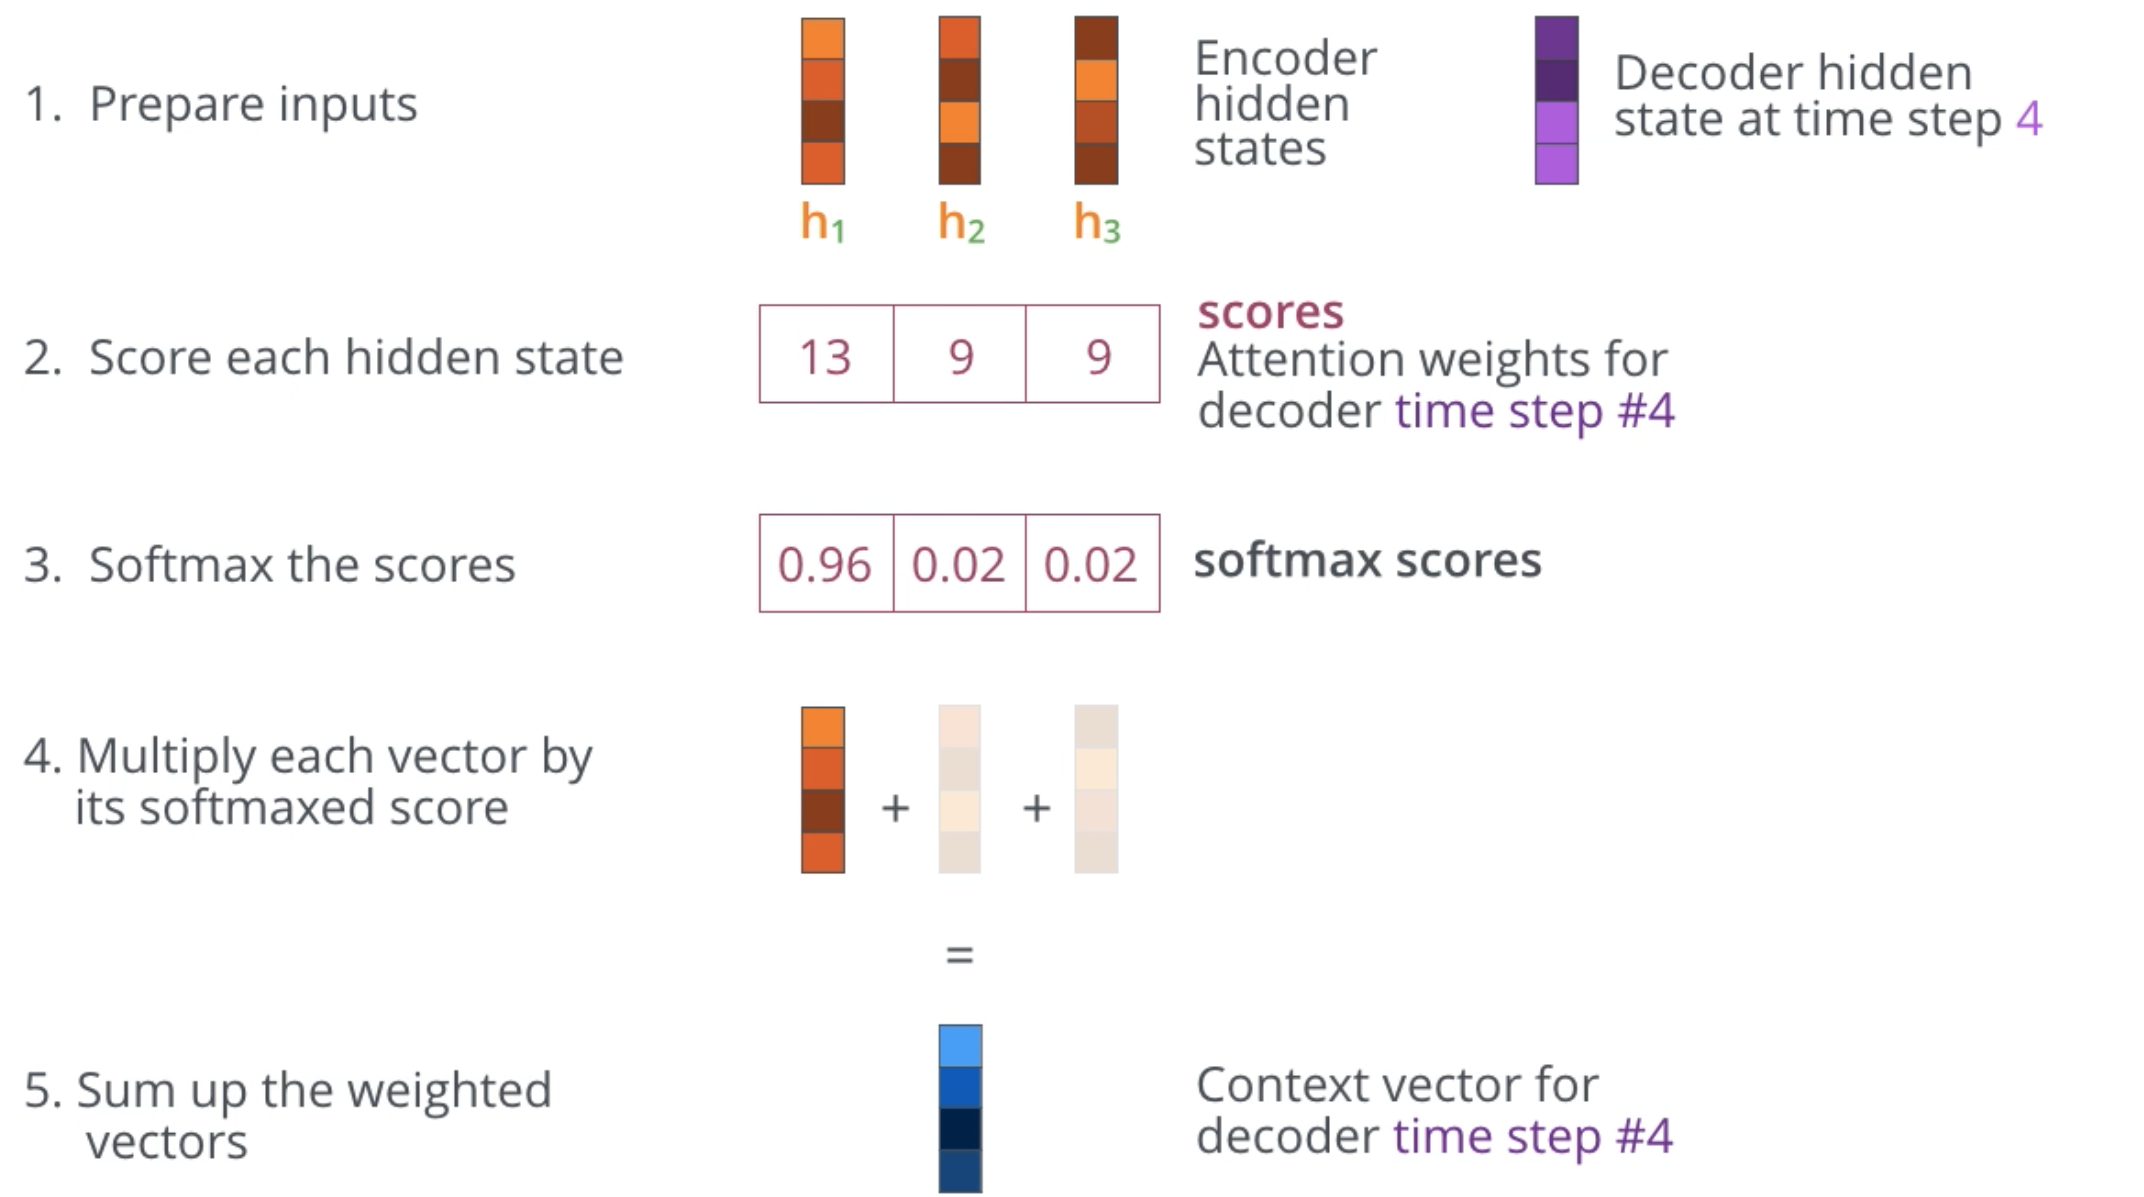 1. Prepare inputs
h1 h2 h3
Encoder
hidden
states
Decoder hidden
state at time step 4
2. Score each hidden state
13 9 9
scores
Attention weights for
decoder time step #4
3. Softmax the scores
0.96 0.02 0.02
softmax scores
4. Multiply each vector by
its softmaxed score
+ +
=
5. Sum up the weighted
vectors
Context vector for
decoder time step #4